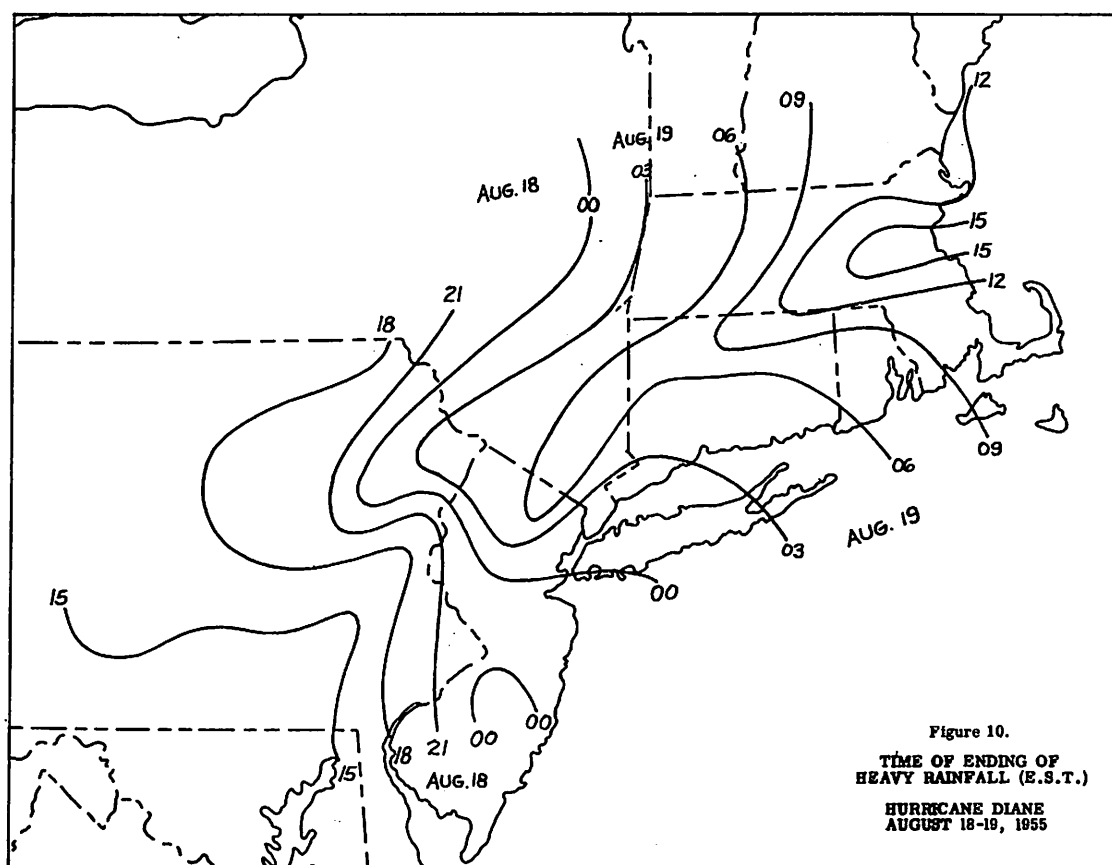 12
09
AUG. 19
06
03
AUG. 18
00
15
15
12
21
18
09
06
AUG. 19
03
00
15
00
00
21
18
15
AUG. 18
Figure 10.
TIME OF ENDING OF
HEAVY RAINFALL (E.S.T.)
HURRICANE DIANE
AUGUST 18-19, 1955